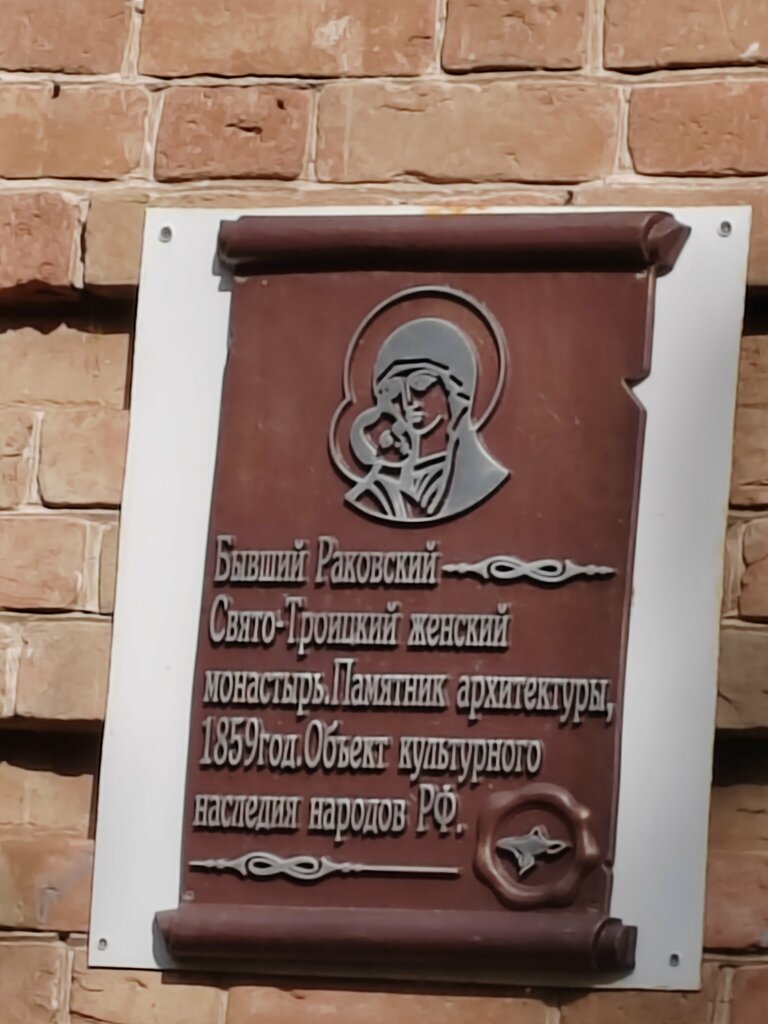 Бывший Раковский
Свято-Троицкий женский
монастырь.Памятник архитектуры,
1859год.Объект культурного
наследия народов РФ.